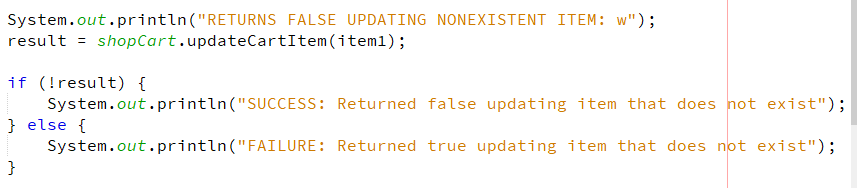 System.out.println("RETURNS FALSE UPDATING NONEXISTENT ITEM: w");
result = shopCart.updateCartItem(item1);
if (!result) {
System.out.println("SUCCESS: Returned false updating item that does not exist");
} else {
System.out.println("FAILURE: Returned true updating item that does not exist");
}